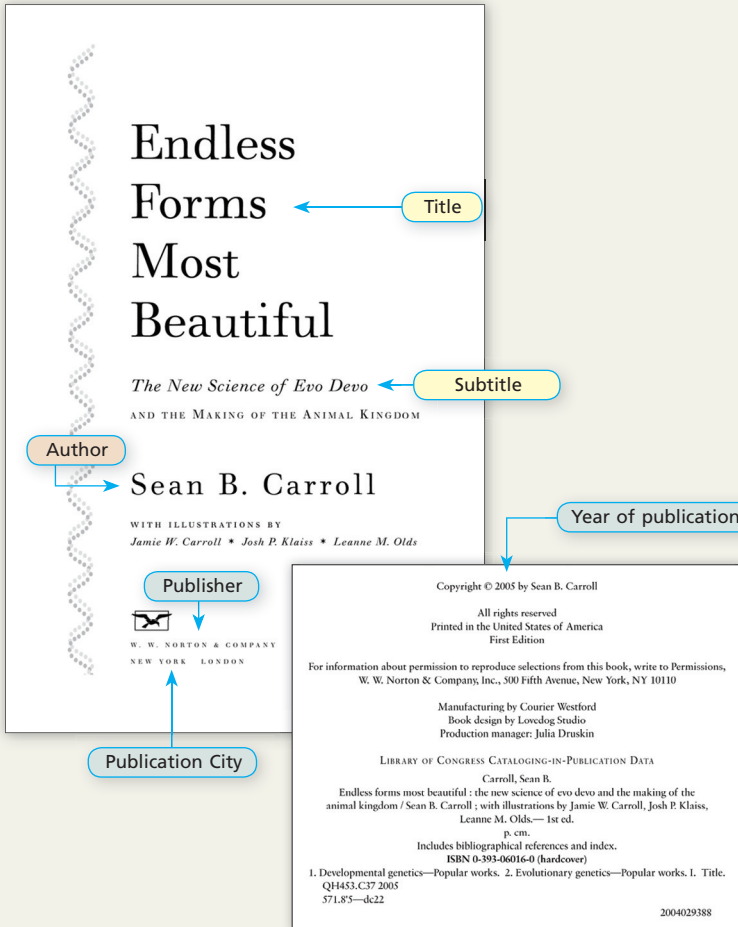 Endless
Forms
Title
Most
Beautiful
The New Science of Evo Devo
Subtitle
AND THE MAKING OF THE ANIMAL KINGDOM
Author
Sean B. Carroll
WITH ILLUSTRATIONS BY
Jamie W. Carroll * Josh P. Klaiss * Leanne M. Olds
Publisher
W. W. NORTON & COMPANY
NEW YORK LONDON
Publication City
Year of publication
Copyright © 2005 by Sean B. Carroll
All rights reserved
Printed in the United States of America
First Edition
For information about permission to reproduce selections from this book, write to Permissions,
W. W. Norton & Company, Inc., 500 Fifth Avenue, New York, NY 10110
Manufacturing by Courier Westford
Book design by Lovedog Studio
Production manager: Julia Druskin
LIBRARY OF CONGRESS CATALOGING-IN-PUBLICATION DATA
Carroll, Sean B.
Endless forms most beautiful : the new science of evo devo and the making of the
animal kingdom / Sean B. Carroll ; with illustrations by Jamie W. Carroll, Josh P. Klaiss,
Leanne M. Olds.— 1st ed.
p. cm.
Includes bibliographical references and index.
ISBN 0-393-06016-0 (hardcover)
1. Developmental genetics—Popular works. 2. Evolutionary genetics—Popular works. I. Title.
QH453.C37 2005
571.8'5—dc22
2004029388